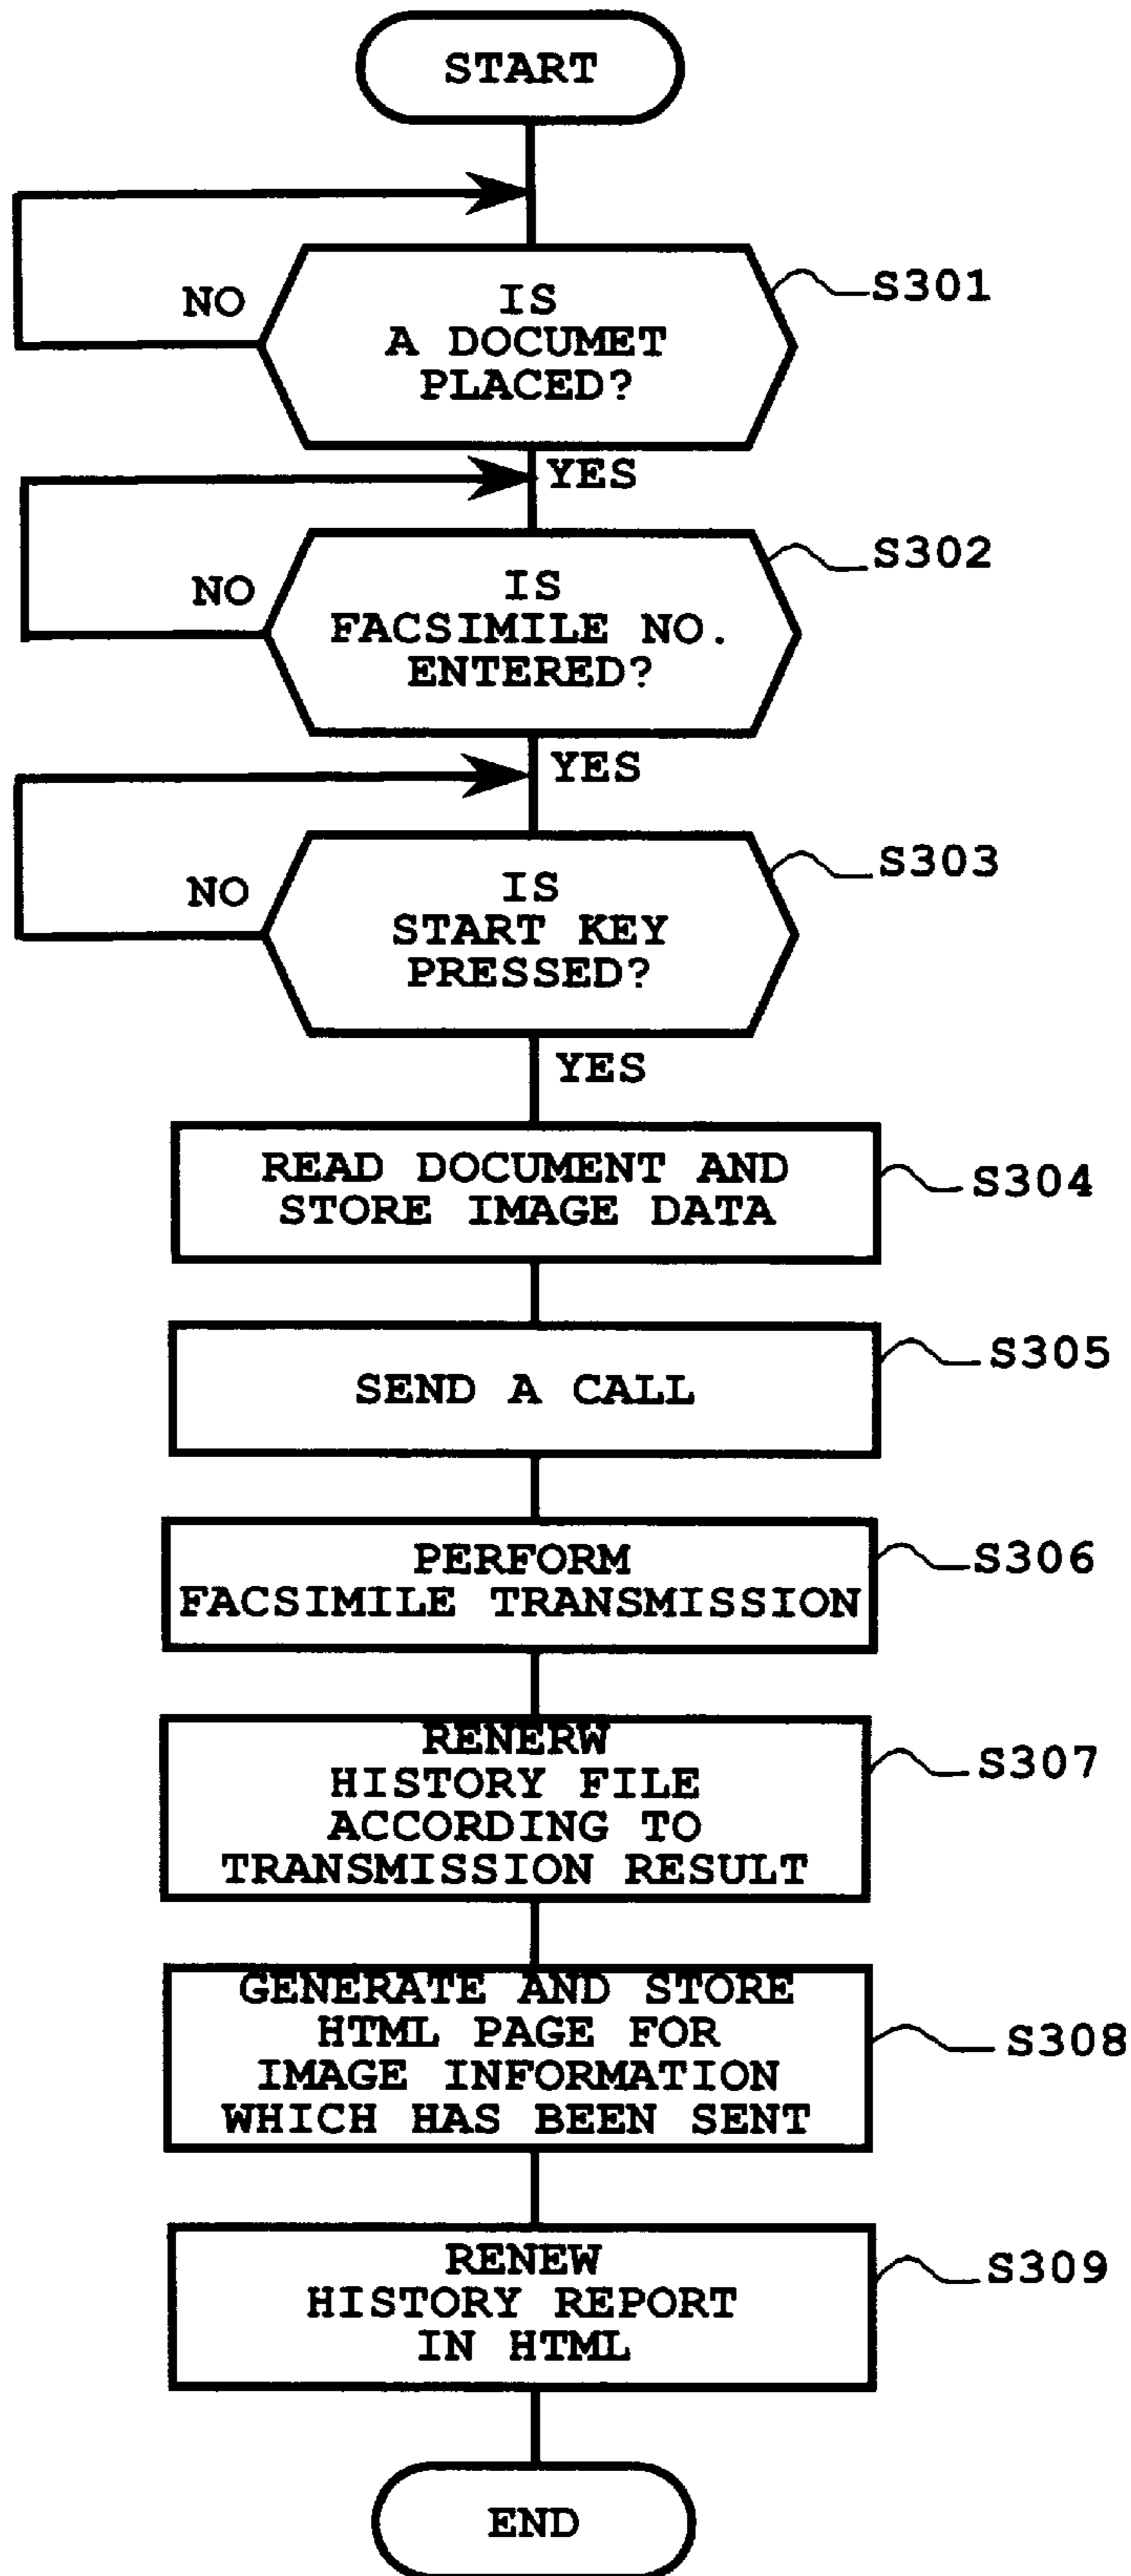 START
NO
IS
A DOCUMET
PLACED?
S301
YES
NO
IS
FACSIMILE NO.
ENTERED?
S302
YES
NO
IS
START KEY
PRESSED?
S303
YES
READ DOCUMENT AND
STORE IMAGE DATA
S304
SEND A CALL
S305
PERFORM
FACSIMILE TRANSMISSION
S306
RENERW
HISTORY FILE
ACCORDING TO
TRANSMISSION RESULT
S307
GENERATE AND STORE
HTML PAGE FOR
IMAGE INFORMATION
WHICH HAS BEEN SENT
S308
RENEW
HISTORY REPORT
IN HTML
S309
END